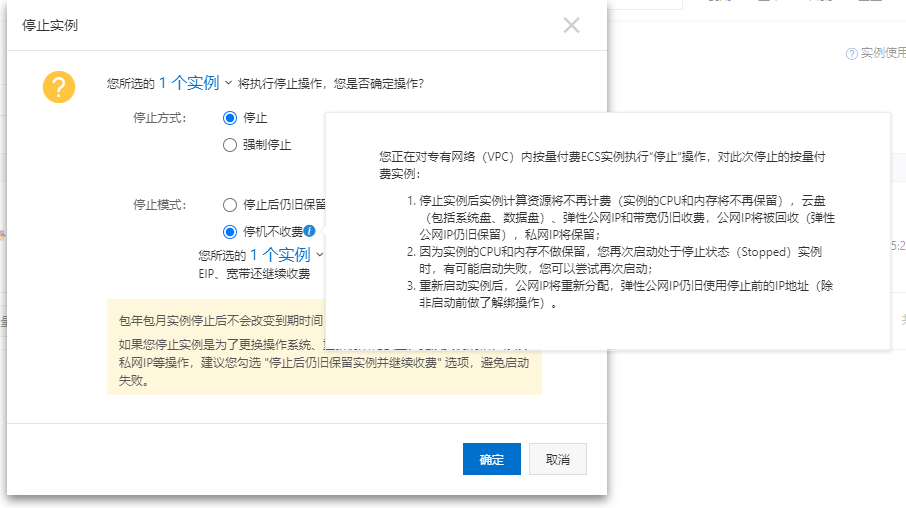 停止实例
实例使用
您所选的 1 个实例 将执行停止操作，您是否确定操作？
停止方式：
停止
强制停止
停止模式：
停止后仍旧保留
停机不收费
您所选的 1 个实例
EIP、宽带还继续收费
包年包月实例停止后不会改变到期时间
如果您停止实例是为了更换操作系统、
私网IP等操作，建议您勾选 "停止后仍旧保留实例并继续收费" 选项，避免启动
失败。
您正在对专有网络（VPC）内按量付费ECS实例执行“停止”操作，对此次停止的按量付
费实例：
1. 停止实例后实例计算资源将不再计费（实例的CPU和内存将不再保留），云盘
（包括系统盘、数据盘）、弹性公网IP和带宽仍旧收费，公网IP将被回收（弹性
公网IP仍旧保留），私网IP将保留；
2. 因为实例的CPU和内存不做保留，您再次启动处于停止状态（Stopped）实例
时，有可能启动失败，您可以尝试再次启动；
3. 重新启动实例后，公网IP将重新分配，弹性公网IP仍旧使用停止前的IP地址（除
非启动前做了解绑操作）。
5:2
确定
取消